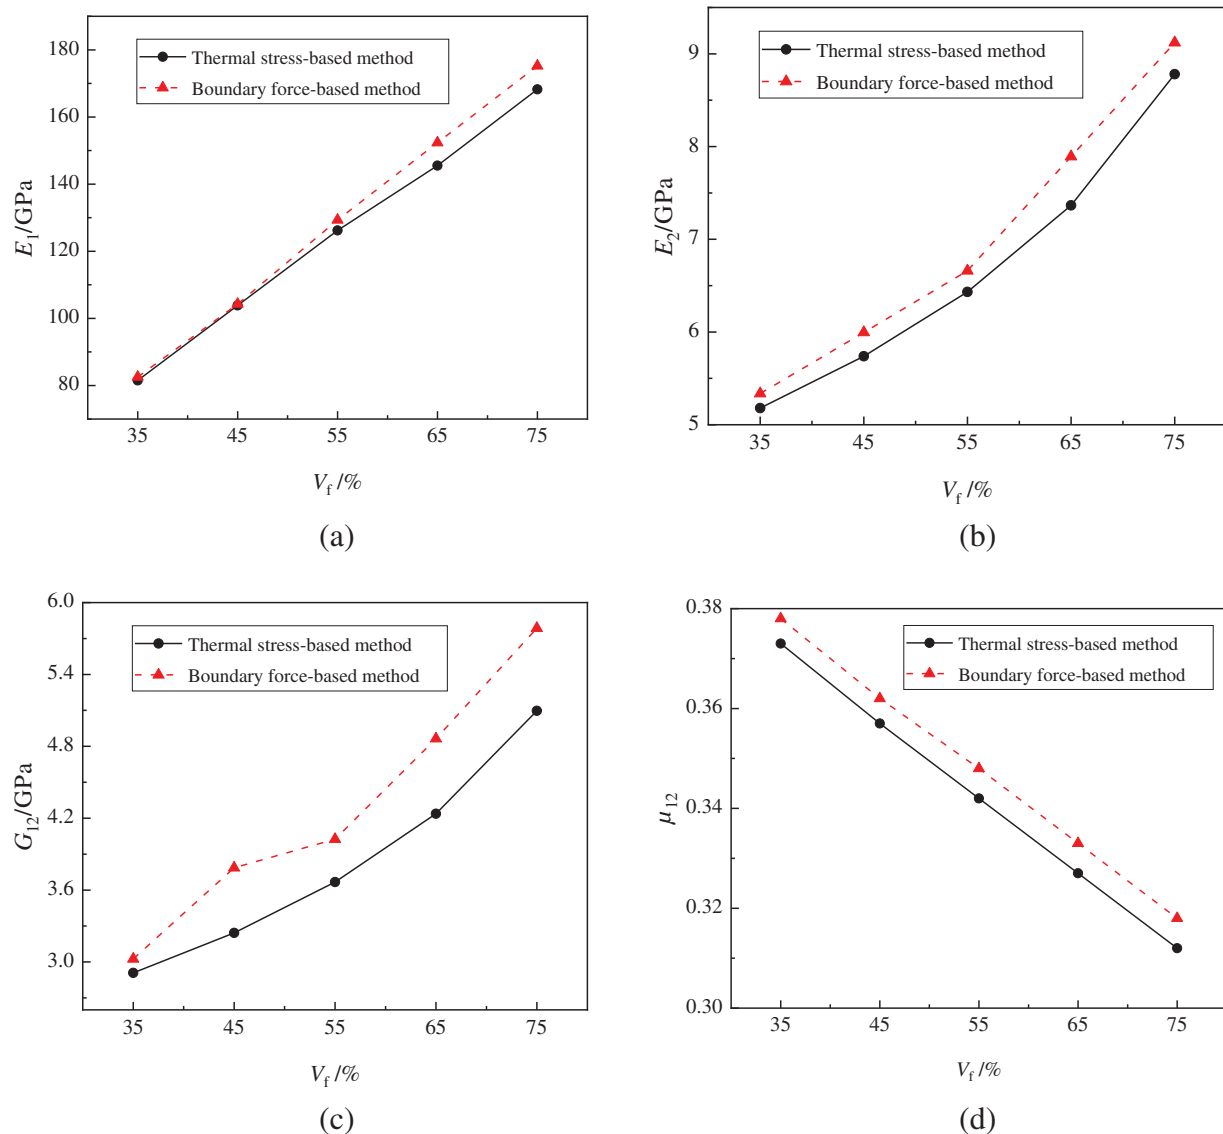 180
160
140
120
100
80
E1/GPa
Thermal stress-based method
Boundary force-based method
35 45 55 65 75
Vf /%
(a)
9
8
7
6
5
E2/GPa
Thermal stress-based method
Boundary force-based method
35 45 55 65 75
Vf /%
(b)
6.0
5.4
4.8
4.2
3.6
3.0
G12/GPa
Thermal stress-based method
Boundary force-based method
35 45 55 65 75
Vf /%
(c)
0.38
0.36
0.34
0.32
0.30
μ12
Thermal stress-based method
Boundary force-based method
35 45 55 65 75
Vf /%
(d)